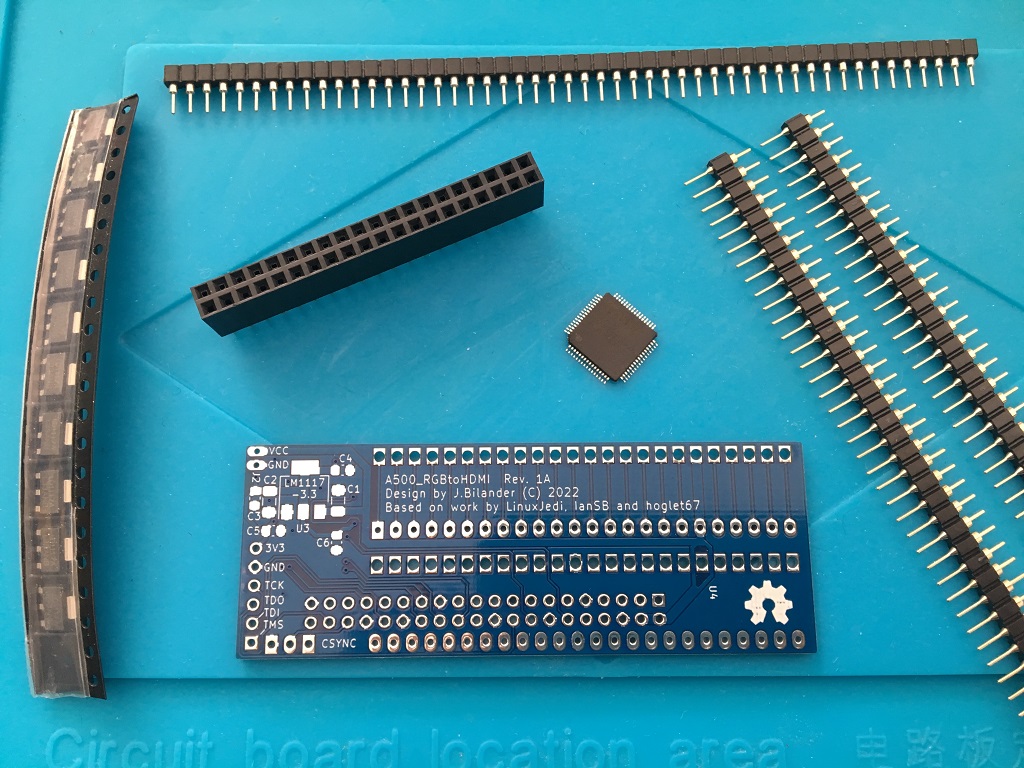 VCC
GND
C4
J2
C2
LM1117
-3.3
C1
C3
U3
C5
C6
3V3
GND
TCK
TDO
TDI
TMS
CSYNC
A500_RGBtoHDMI Rev. 1A
Design by J.Bilander (C) 2022
Based on work by LinuxJedi, IanSB and hoglet67
U4
Circuit board location area 电路板定